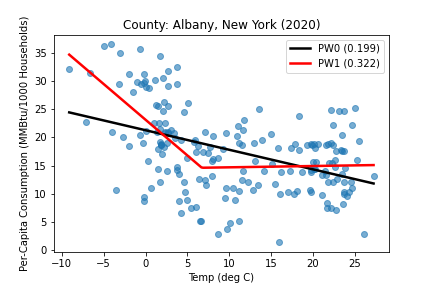 County: Albany, New York (2020)
PW0 (0.199)
PW1 (0.322)
Per-Capita Consumption (MMBtu/1000 Households)
35
30
25
20
15
10
5
0
−10 −5 0 5 10 15 20 25
Temp (deg C)